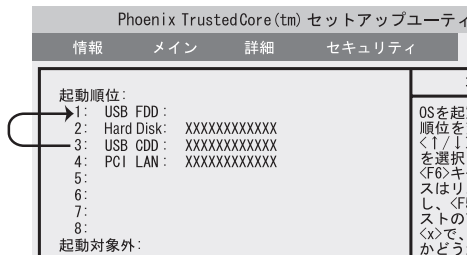 Phoenix TrustedCore(tm) セットアップユーティ
情報 メイン 詳細 セキュリティ
起動順位:
1: USB FDD :
2: Hard Disk: XXXXXXXXXXXX
3: USB CDD : XXXXXXXXXXXX
4: PCI LAN : XXXXXXXXXXXX
5:
6:
7:
8:
起動対象外:
OSを起
順位を
<↑/↓
を選択
<F6>キ
スはリ
し、<F5
ストの
<x>で、
かどう